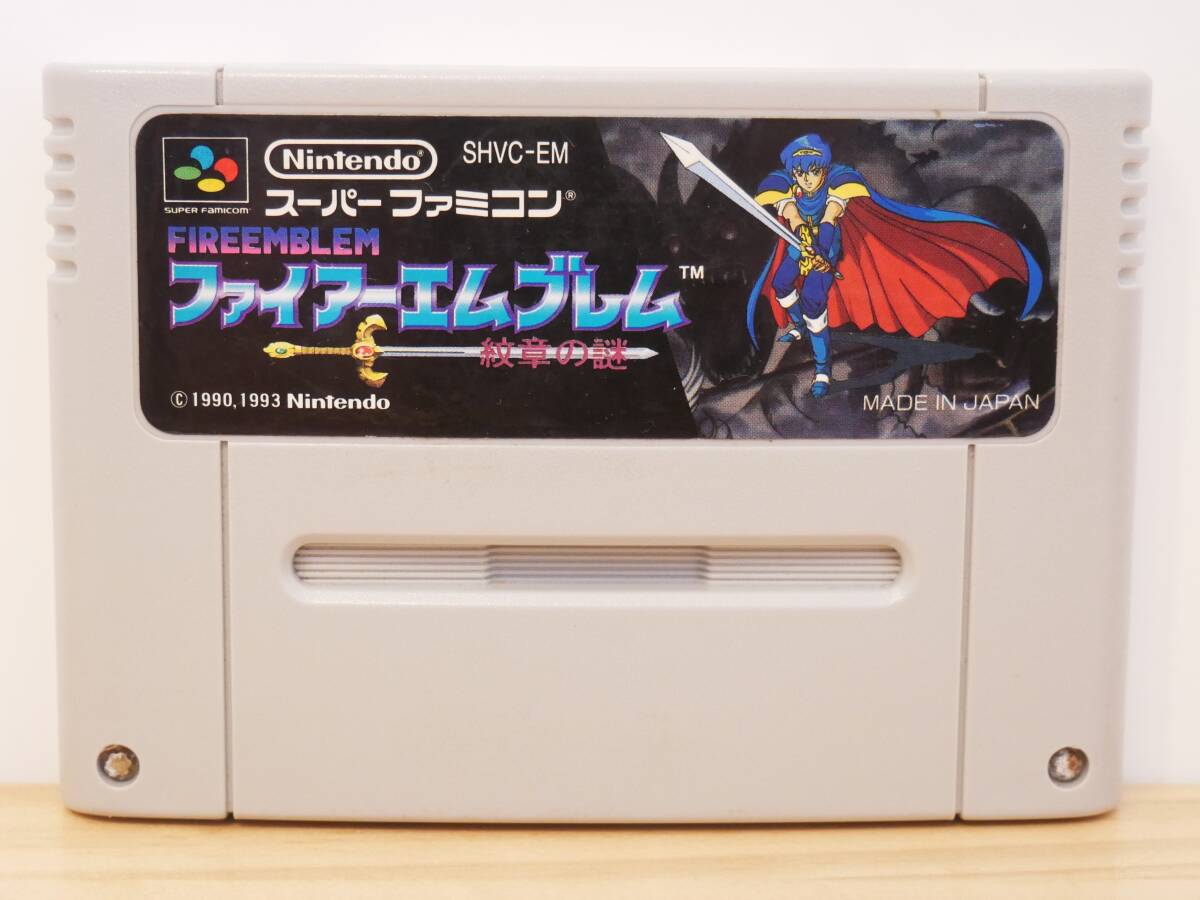 Nintendo® SHVC-EM
SUPER FAMICOM
スーパーファミコン®
FIREEMBLEM
ファイアーエムブレム™
紋章の謎
© 1990,1993 Nintendo
MADE IN JAPAN